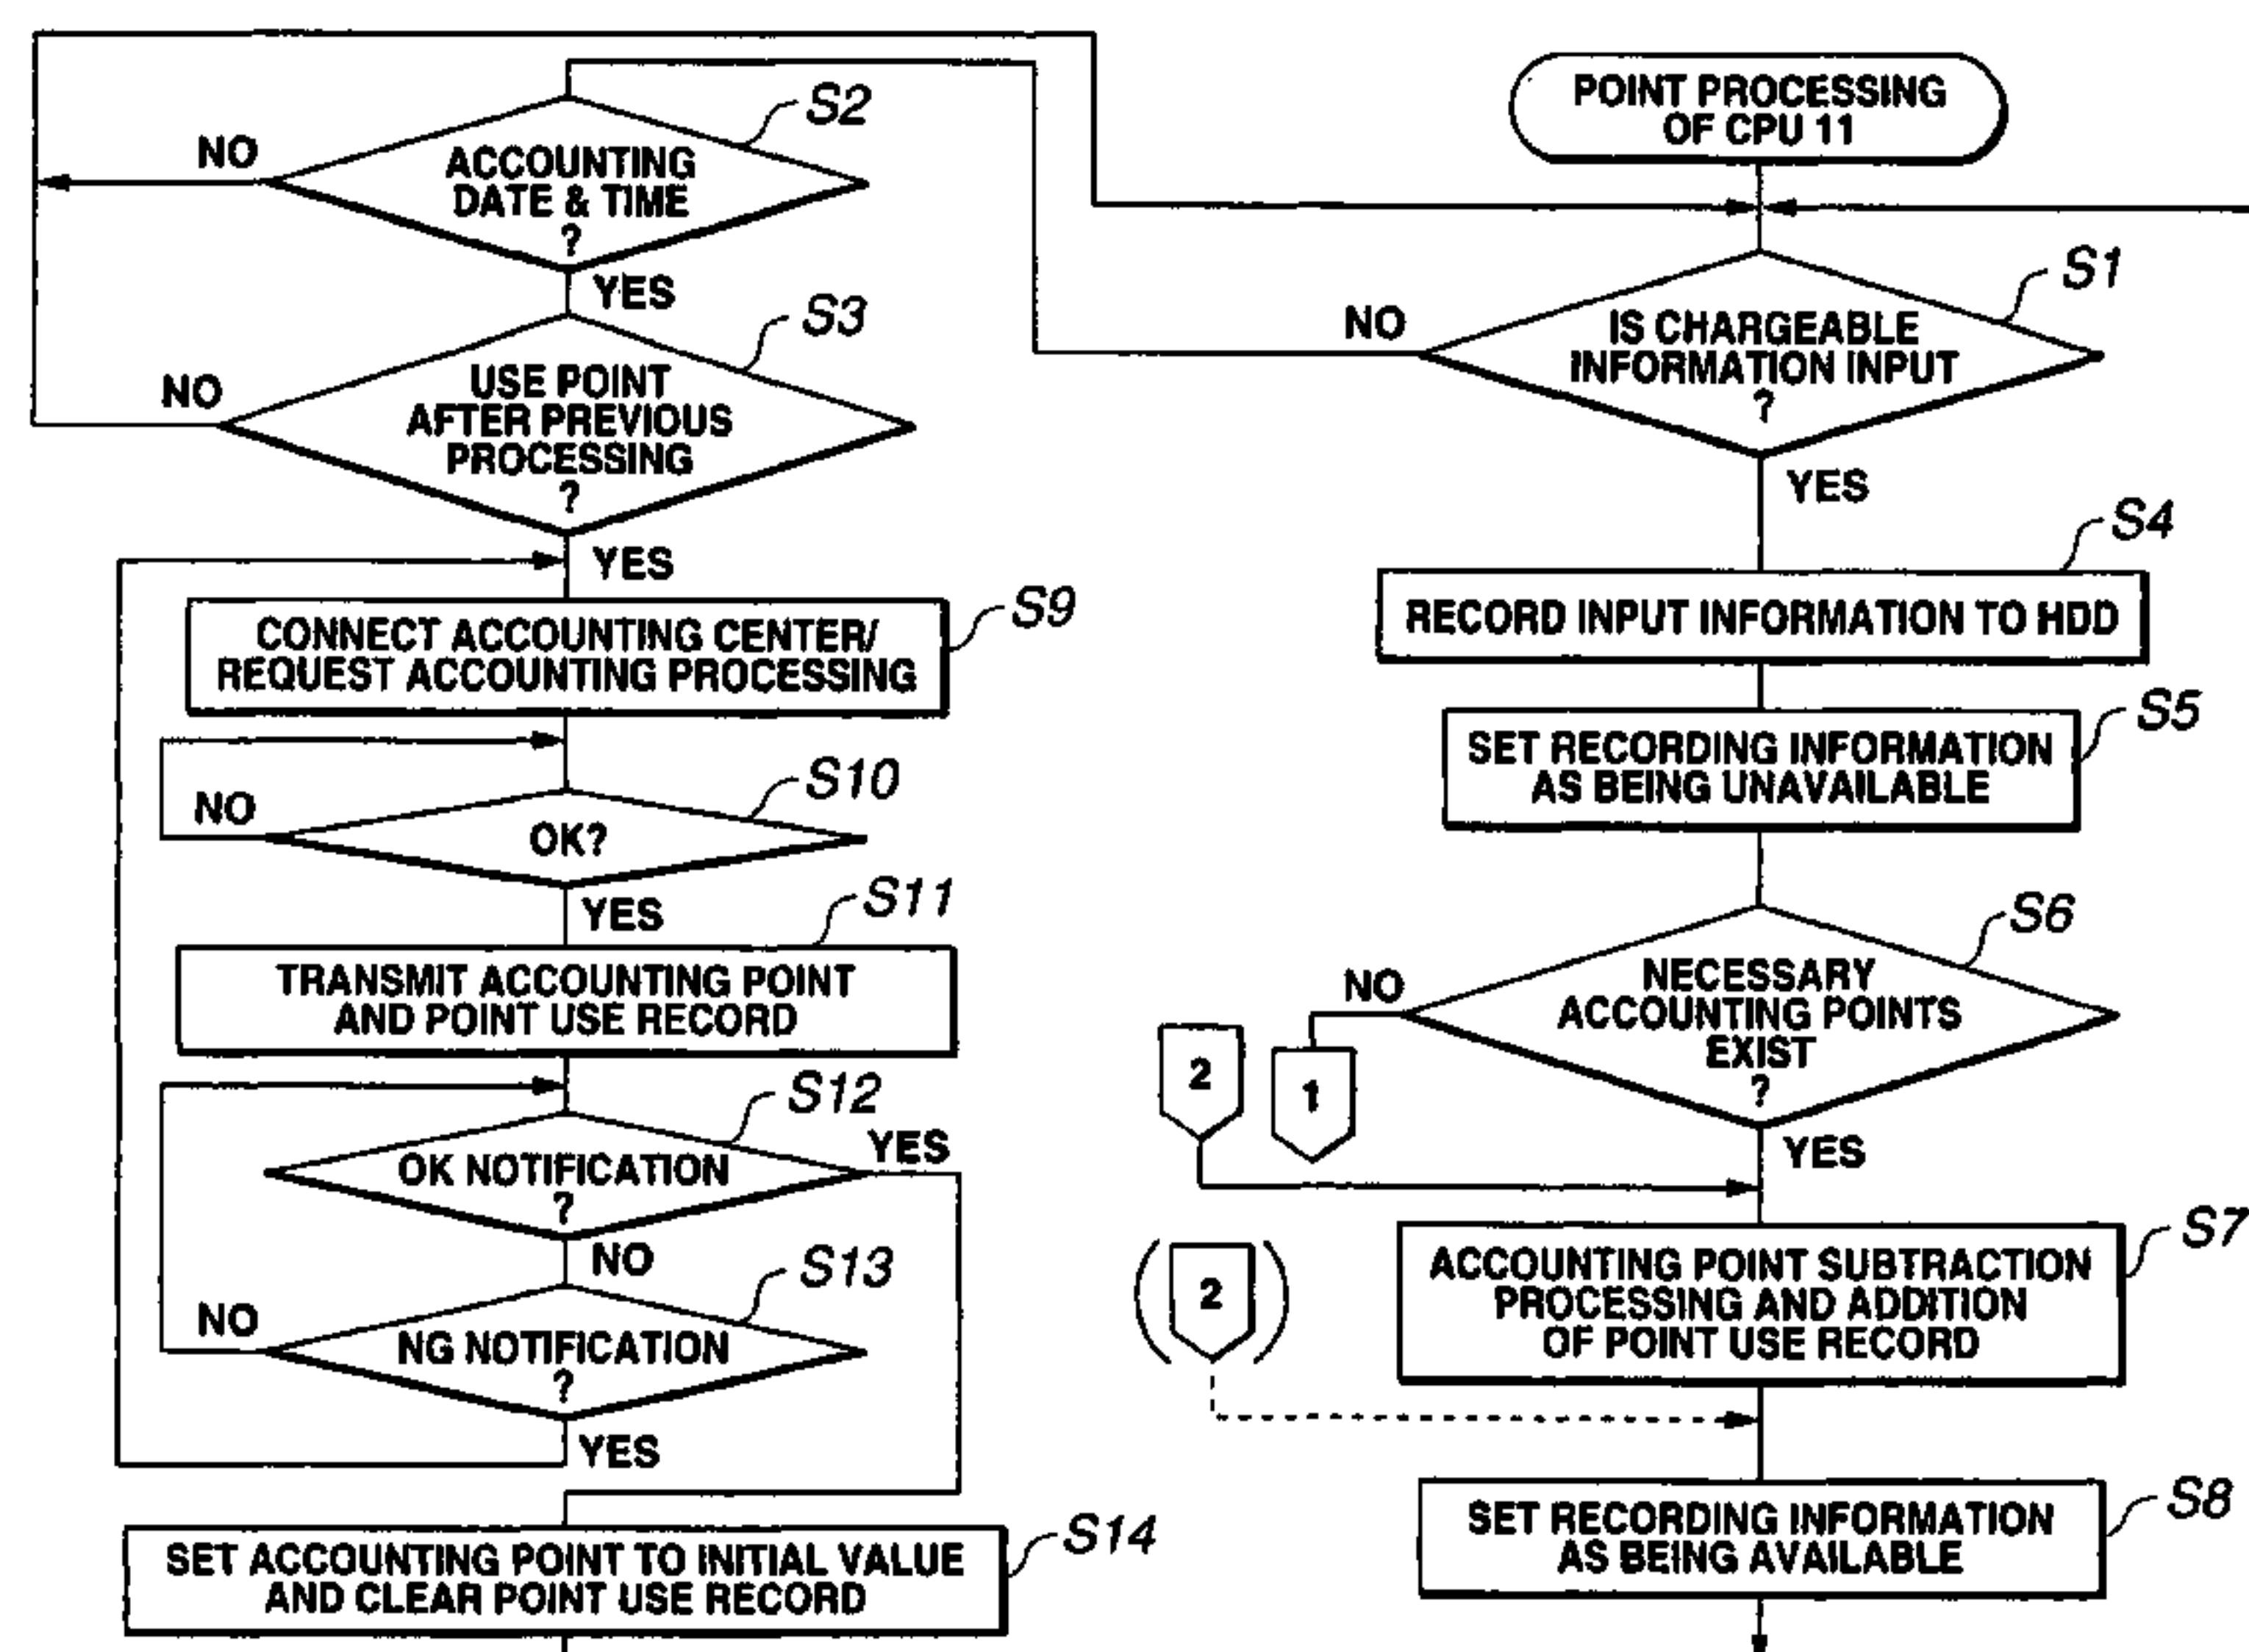 POINT PROCESSING
OF CPU 11
S1
NO
IS CHARGEABLE
INFORMATION INPUT
?
YES
S2
NO
ACCOUNTING
DATE & TIME
?
YES
S3
NO
USE POINT
AFTER PREVIOUS
PROCESSING
?
YES
S9
CONNECT ACCOUNTING CENTER/
REQUEST ACCOUNTING PROCESSING
S10
NO
OK?
YES
S11
TRANSMIT ACCOUNTING POINT
AND POINT USE RECORD
S12
YES
OK NOTIFICATION
?
NO
S13
NO
NG NOTIFICATION
?
YES
S14
SET ACCOUNTING POINT TO INITIAL VALUE
AND CLEAR POINT USE RECORD
S4
RECORD INPUT INFORMATION TO HDD
S5
SET RECORDING INFORMATION
AS BEING UNAVAILABLE
S6
NO
NECESSARY
ACCOUNTING POINTS
EXIST
?
YES
2
1
S7
ACCOUNTING POINT SUBTRACTION
PROCESSING AND ADDITION
OF POINT USE RECORD
(2)
S8
SET RECORDING INFORMATION
AS BEING AVAILABLE